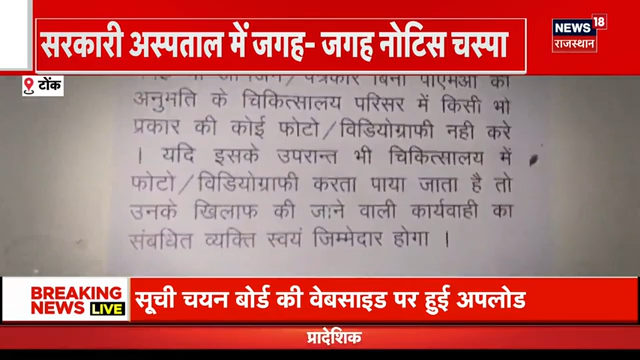 सरकारी अस्पताल में जगह- जगह नोटिस चस्पा
NEWS 18
राजस्थान
टोंक
बिना पीएमओ की
अनुमति के चिकित्सालय परिसर में किसी भी
प्रकार की कोई फोटो/विडियोग्राफी नही करे
। यदि इसके उपरान्त भी चिकित्सालय में
फोटो/विडियोग्राफी करता पाया जाता है तो
उनके खिलाफ की जाने वाली कार्यवाही का
संबधित व्यक्ति स्वयं जिम्मेदार होगा ।
BREAKING
NEWS LIVE
सूची चयन बोर्ड की वेबसाइड पर हुई अपलोड
प्रादेशिक